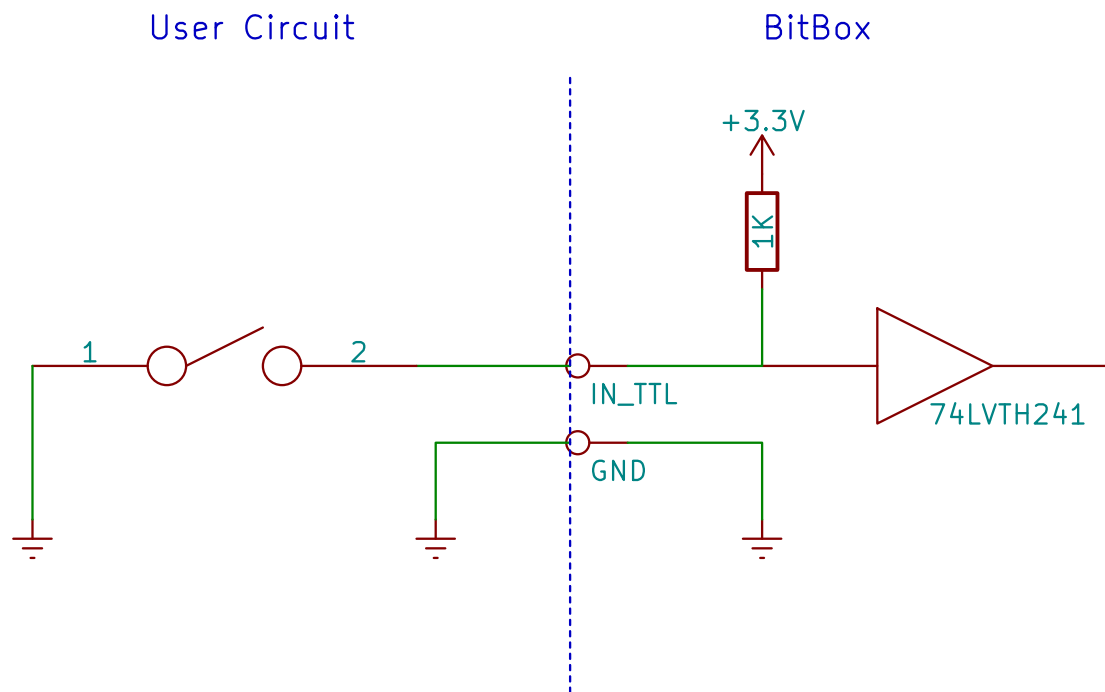 User Circuit
BitBox
+3.3V
1K
1
2
IN_TTL
74LVTH241
GND